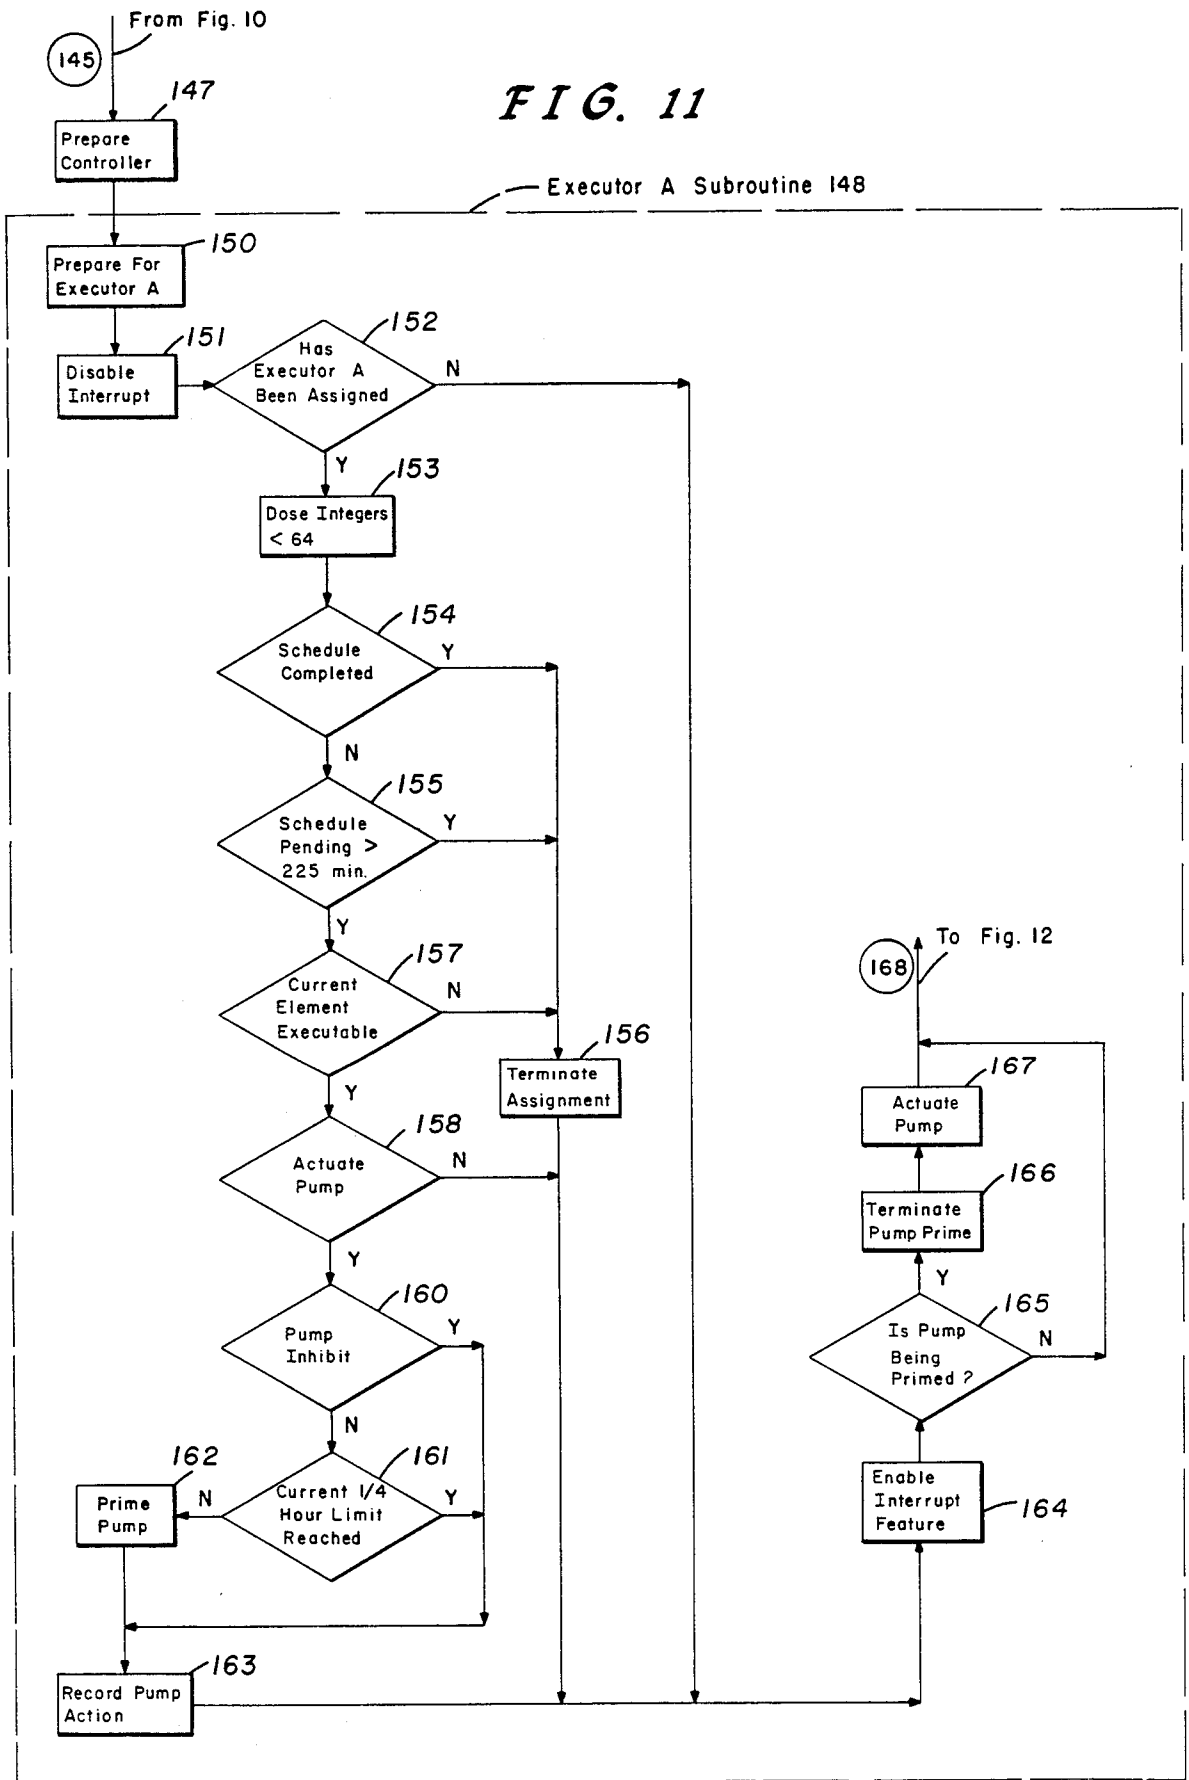 From Fig. 10
145
147
FIG. 11
Prepare
Controller
Executor A Subroutine 148
150
Prepare For
Executor A
151
Disable
Interrupt
152
Has
Executor A
Been Assigned
N
Y
153
Dose Integers
< 64
154
Schedule
Completed
Y
N
155
Schedule
Pending >
225 min.
Y
Y
157
Current
Element
Executable
N
Y
156
Terminate
Assignment
158
Actuate
Pump
N
Y
160
Pump
Inhibit
Y
N
161
Current 1/4
Hour Limit
Reached
Y
N
162
Prime
Pump
163
Record Pump
Action
To Fig. 12
168
167
Actuate
Pump
166
Terminate
Pump Prime
Y
165
Is Pump
Being
Primed ?
N
Enable
Interrupt
Feature
164